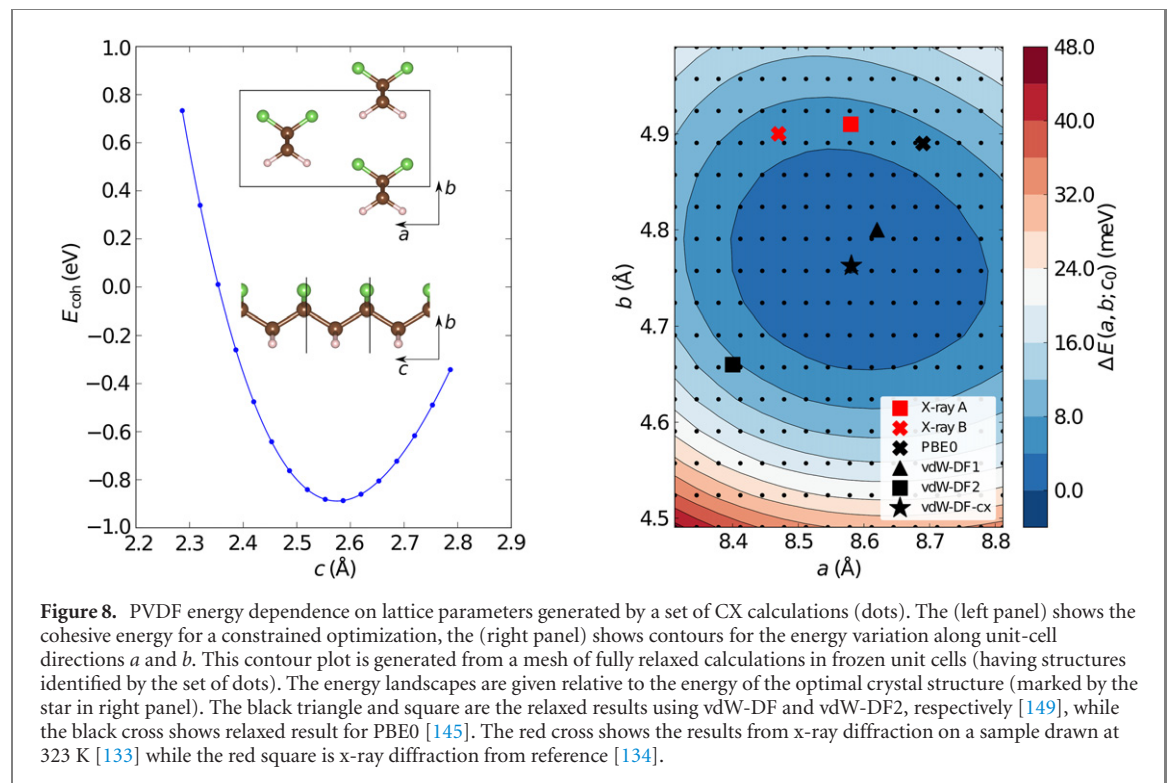 1.0
0.8
0.6
0.4
0.2
0.0
−0.2
−0.4
−0.6
−0.8
−1.0
E_coh (eV)
b
a
b
c
2.2 2.3 2.4 2.5 2.6 2.7 2.8 2.9
c (Å)
4.9
4.8
4.7
4.6
4.5
b (Å)
X-ray A
X-ray B
PBE0
vdW-DF1
vdW-DF2
vdW-DF-cx
8.4 8.5 8.6 8.7 8.8
a (Å)
48.0
40.0
32.0
24.0
16.0
8.0
0.0
ΔE (a, b; c₀) (meV)
Figure 8. PVDF energy dependence on lattice parameters generated by a set of CX calculations (dots). The (left panel) shows the
cohesive energy for a constrained optimization, the (right panel) shows contours for the energy variation along unit-cell
directions a and b. This contour plot is generated from a mesh of fully relaxed calculations in frozen unit cells (having structures
identified by the set of dots). The energy landscapes are given relative to the energy of the optimal crystal structure (marked by the
star in right panel). The black triangle and square are the relaxed results using vdW-DF and vdW-DF2, respectively [149], while
the black cross shows relaxed result for PBE0 [145]. The red cross shows the results from x-ray diffraction on a sample drawn at
323 K [133] while the red square is x-ray diffraction from reference [134].